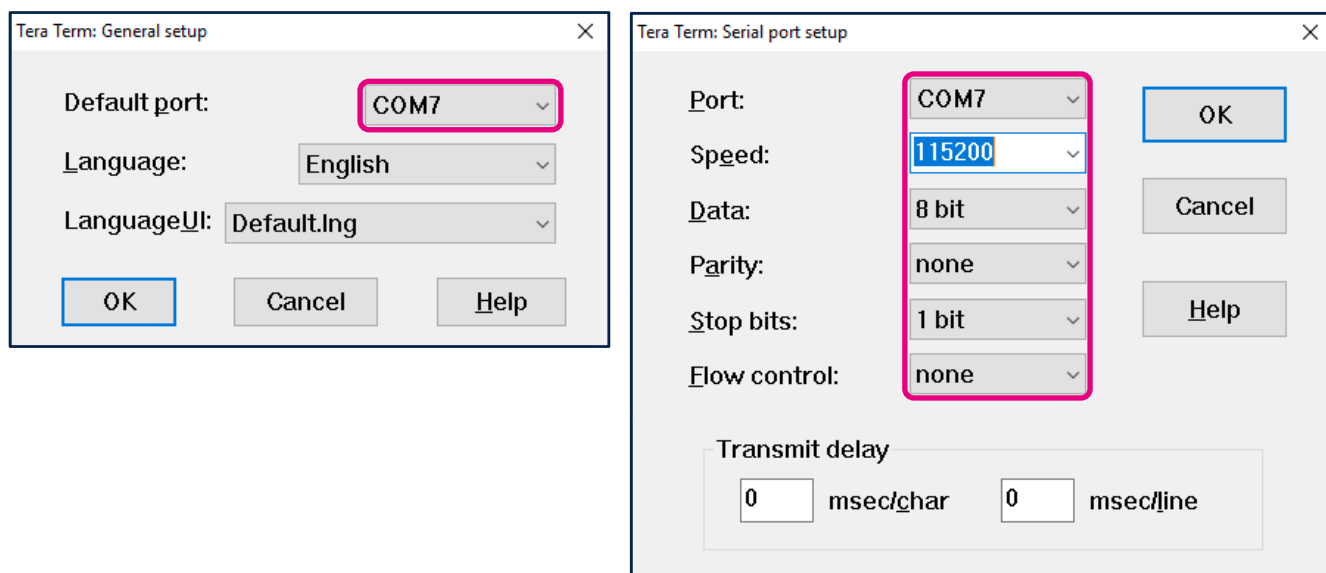 Tera Term: General setup
Default port: COM7
Language: English
LanguageUI: Default.lng
OK Cancel Help
Tera Term: Serial port setup
Port: COM7
OK
Speed: 115200
Data: 8 bit
Cancel
Parity: none
Stop bits: 1 bit
Help
Flow control: none
Transmit delay
0 msec/char 0 msec/line